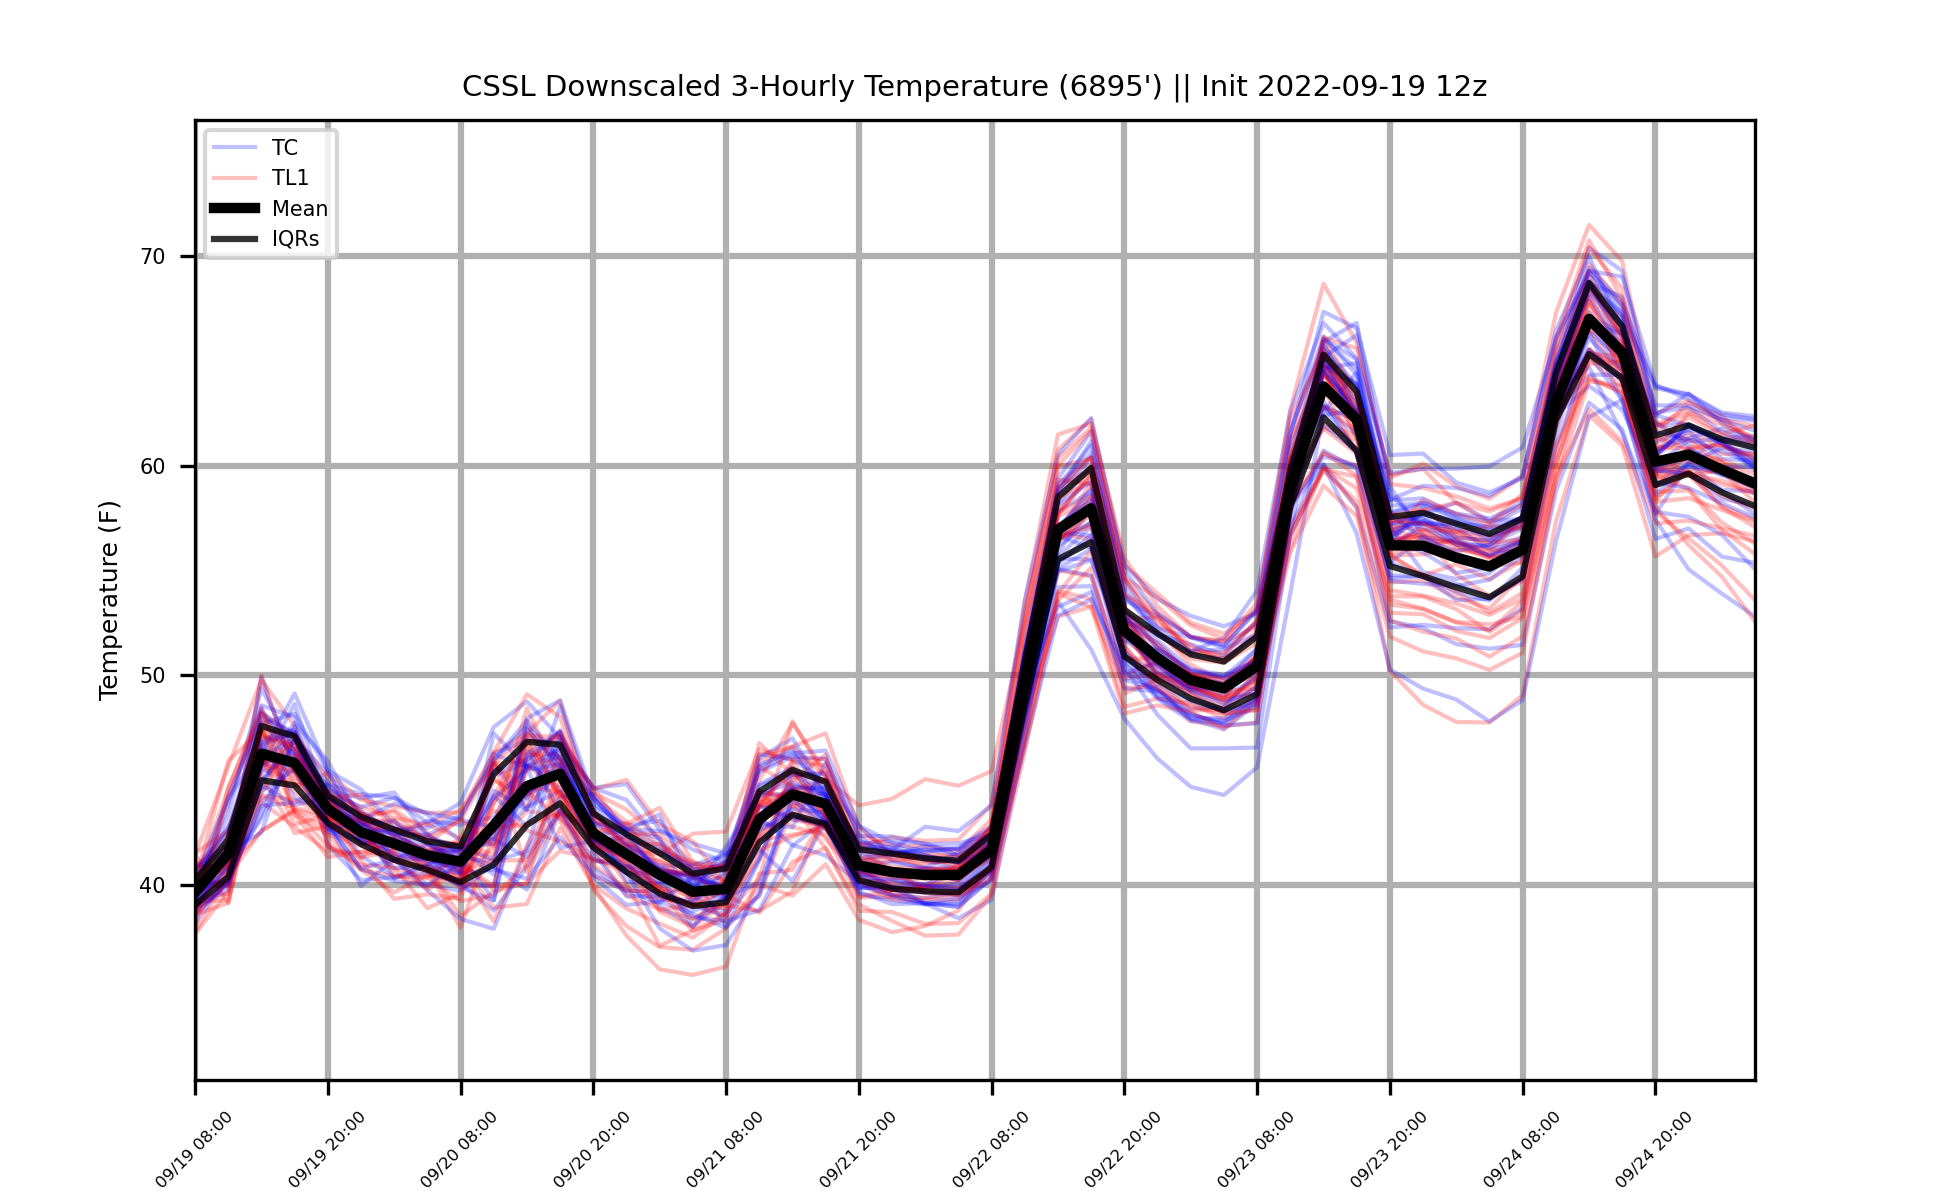 CSSL Downscaled 3-Hourly Temperature (6895') || Init 2022-09-19 12z
TC
TL1
Mean
IQRs
Temperature (F)
70
60
50
40
09/19 08:00
09/19 20:00
09/20 08:00
09/20 20:00
09/21 08:00
09/21 20:00
09/22 08:00
09/22 20:00
09/23 08:00
09/23 20:00
09/24 08:00
09/24 20:00